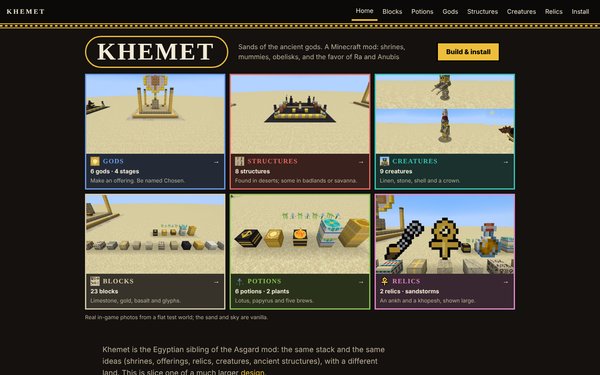 KHEMET
Home Blocks Potions Gods Structures Creatures Relics Install
KHEMET
Sands of the ancient gods. A Minecraft mod: shrines,
mummies, obelisks, and the favor of Ra and Anubis
Build & install
GODS →
6 gods · 4 stages
Make an offering. Be named Chosen.
STRUCTURES →
8 structures
Found in deserts; some in badlands or savanna.
CREATURES →
9 creatures
Linen, stone, shell and a crown.
BLOCKS →
23 blocks
Limestone, gold, basalt and glyphs.
POTIONS →
6 potions · 2 plants
Lotus, papyrus and five brews.
RELICS →
2 relics · sandstorms
An ankh and a khopesh, shown large.
Real in-game photos from a flat test world; the sand and sky are vanilla.
Khemet is the Egyptian sibling of the Asgard mod: the same stack and the same
ideas (shrines, offerings, relics, creatures, ancient structures), with a different
land. This is slice one of a much larger design.